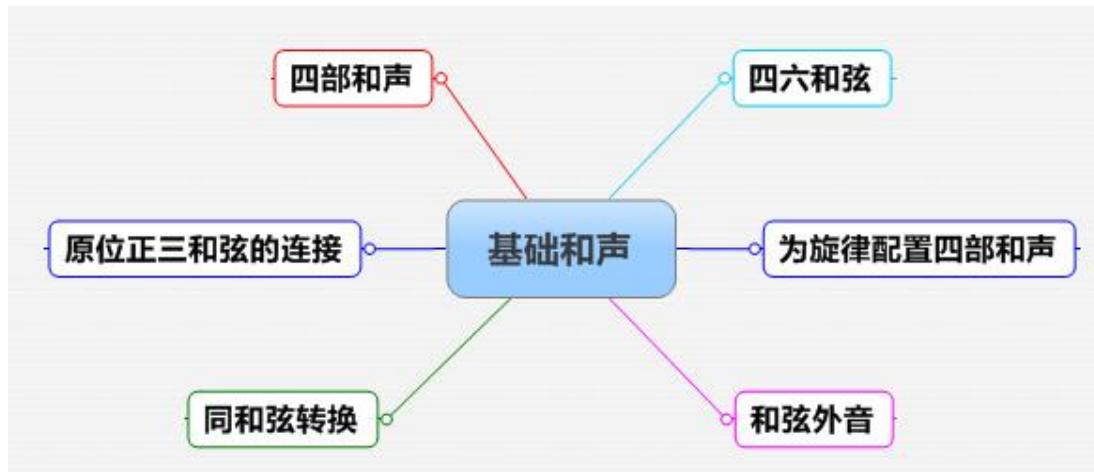 四部和声
四六和弦
原位正三和弦的连接
基础和声
为旋律配置四部和声
同和弦转换
和弦外音